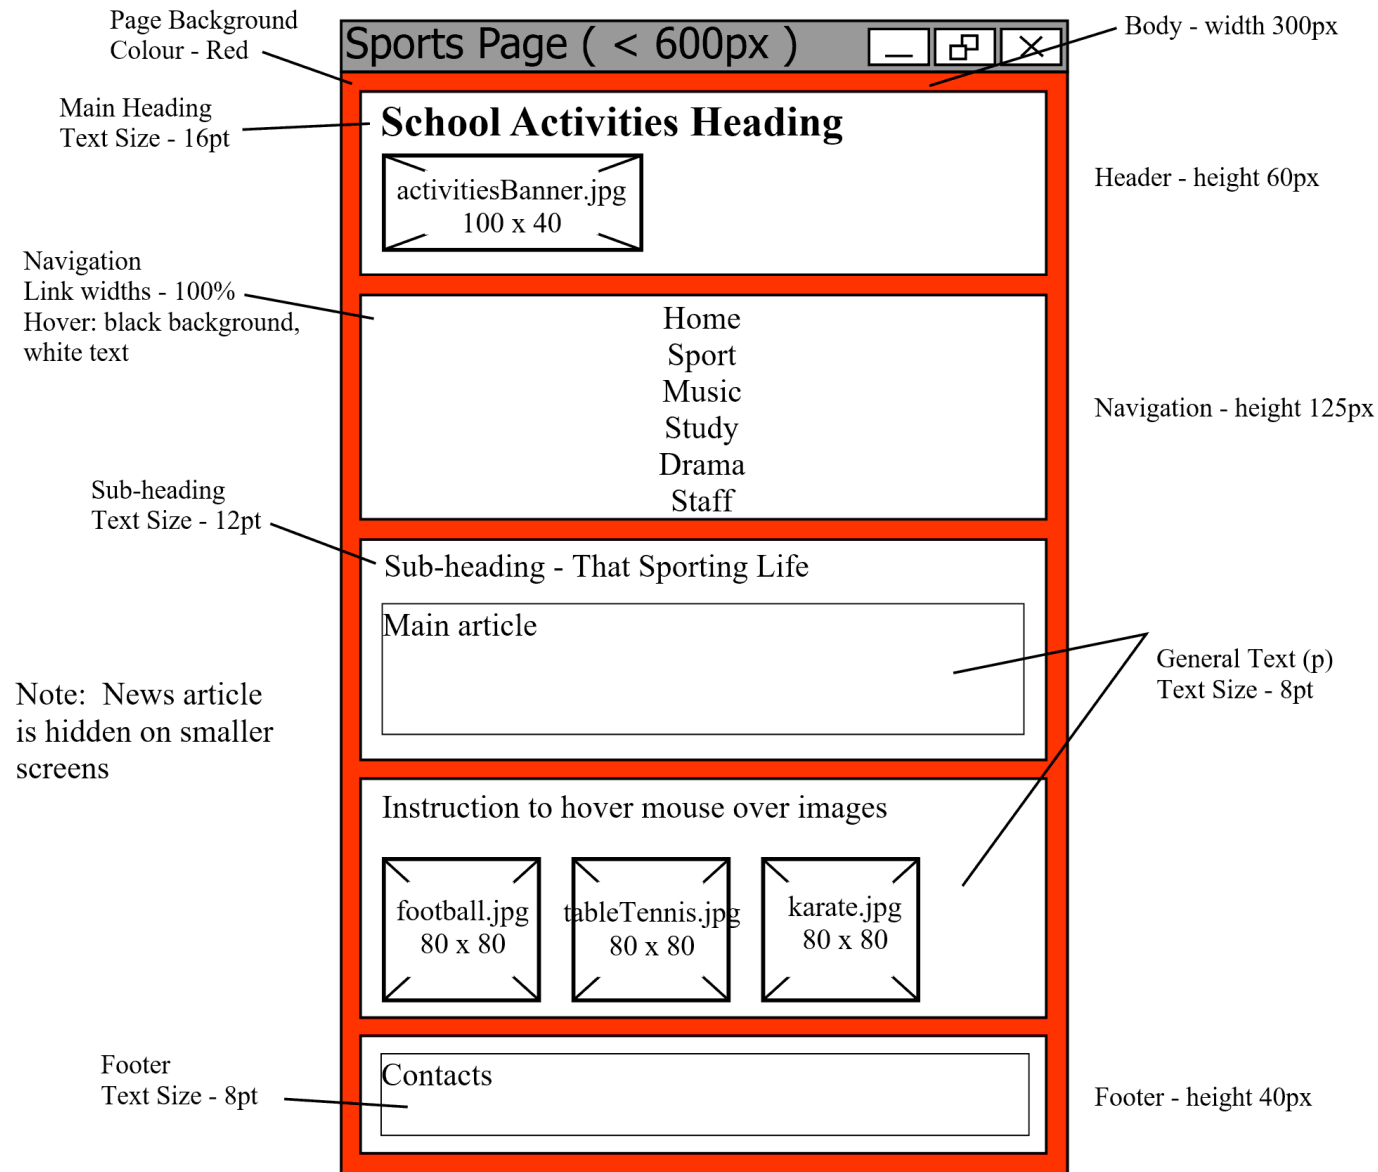 Page Background
Colour - Red
Sports Page ( < 600px )
Body - width 300px
Main Heading
Text Size - 16pt
School Activities Heading
activitiesBanner.jpg
100 x 40
Header - height 60px
Navigation
Link widths - 100%
Hover: black background,
white text
Home
Sport
Music
Study
Drama
Staff
Navigation - height 125px
Sub-heading
Text Size - 12pt
Sub-heading - That Sporting Life
Main article
General Text (p)
Text Size - 8pt
Note:  News article
is hidden on smaller
screens
Instruction to hover mouse over images
football.jpg
80 x 80
tableTennis.jpg
80 x 80
karate.jpg
80 x 80
Footer
Text Size - 8pt
Contacts
Footer - height 40px